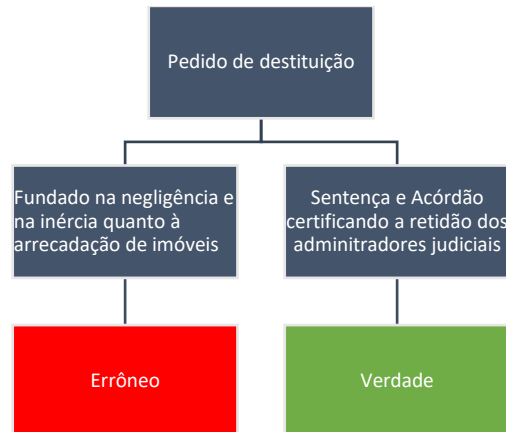 Pedido de destituição
Fundado na negligência e
na inércia quanto à
arrecadação de imóveis
Sentença e Acórdão
certificando a retidão dos
adminitradores judiciais
Errôneo
Verdade